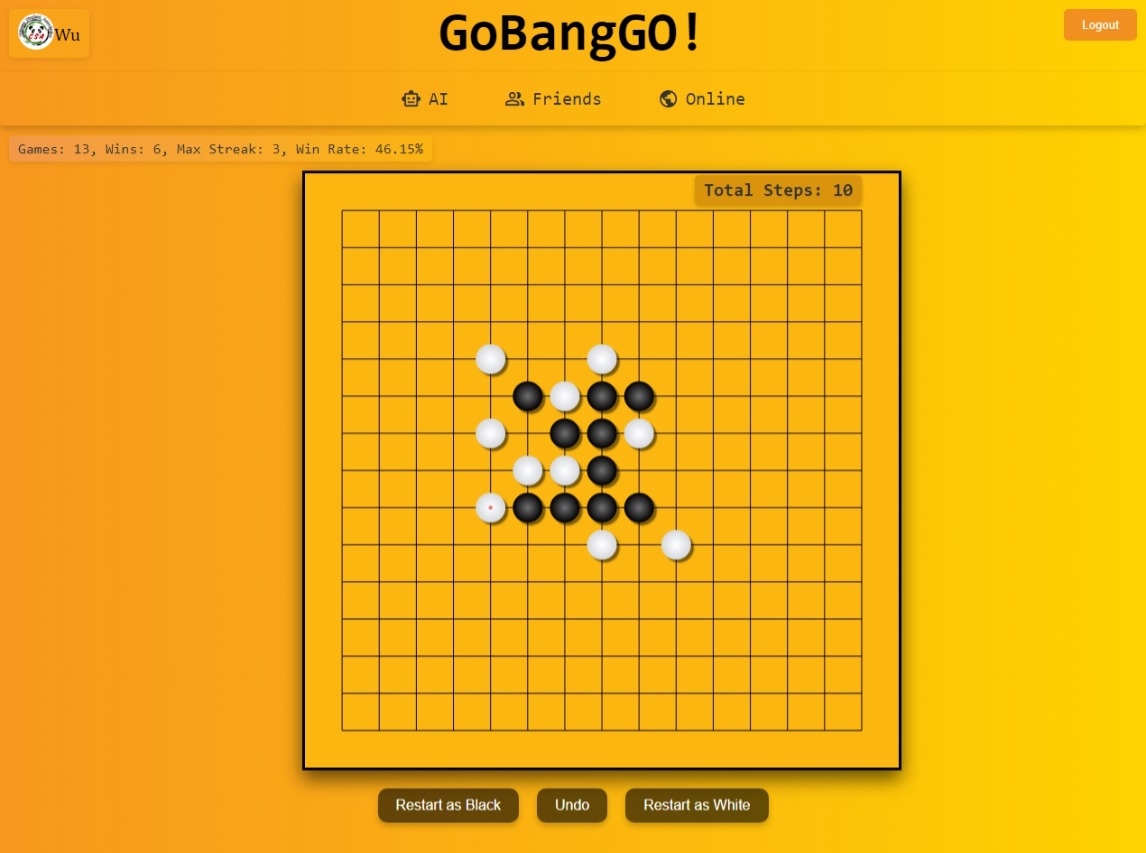 Wu
GoBangGO!
Logout
AI
Friends
Online
Games: 13, Wins: 6, Max Streak: 3, Win Rate: 46.15%
Total Steps: 10
Restart as Black
Undo
Restart as White